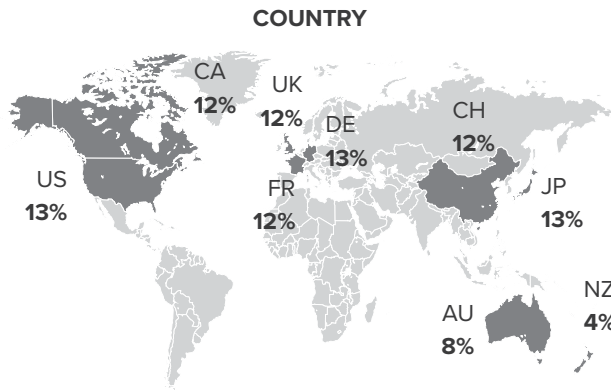 COUNTRY
CA
12%
UK
12%
DE
13%
CH
12%
US
13%
FR
12%
JP
13%
AU
8%
NZ
4%